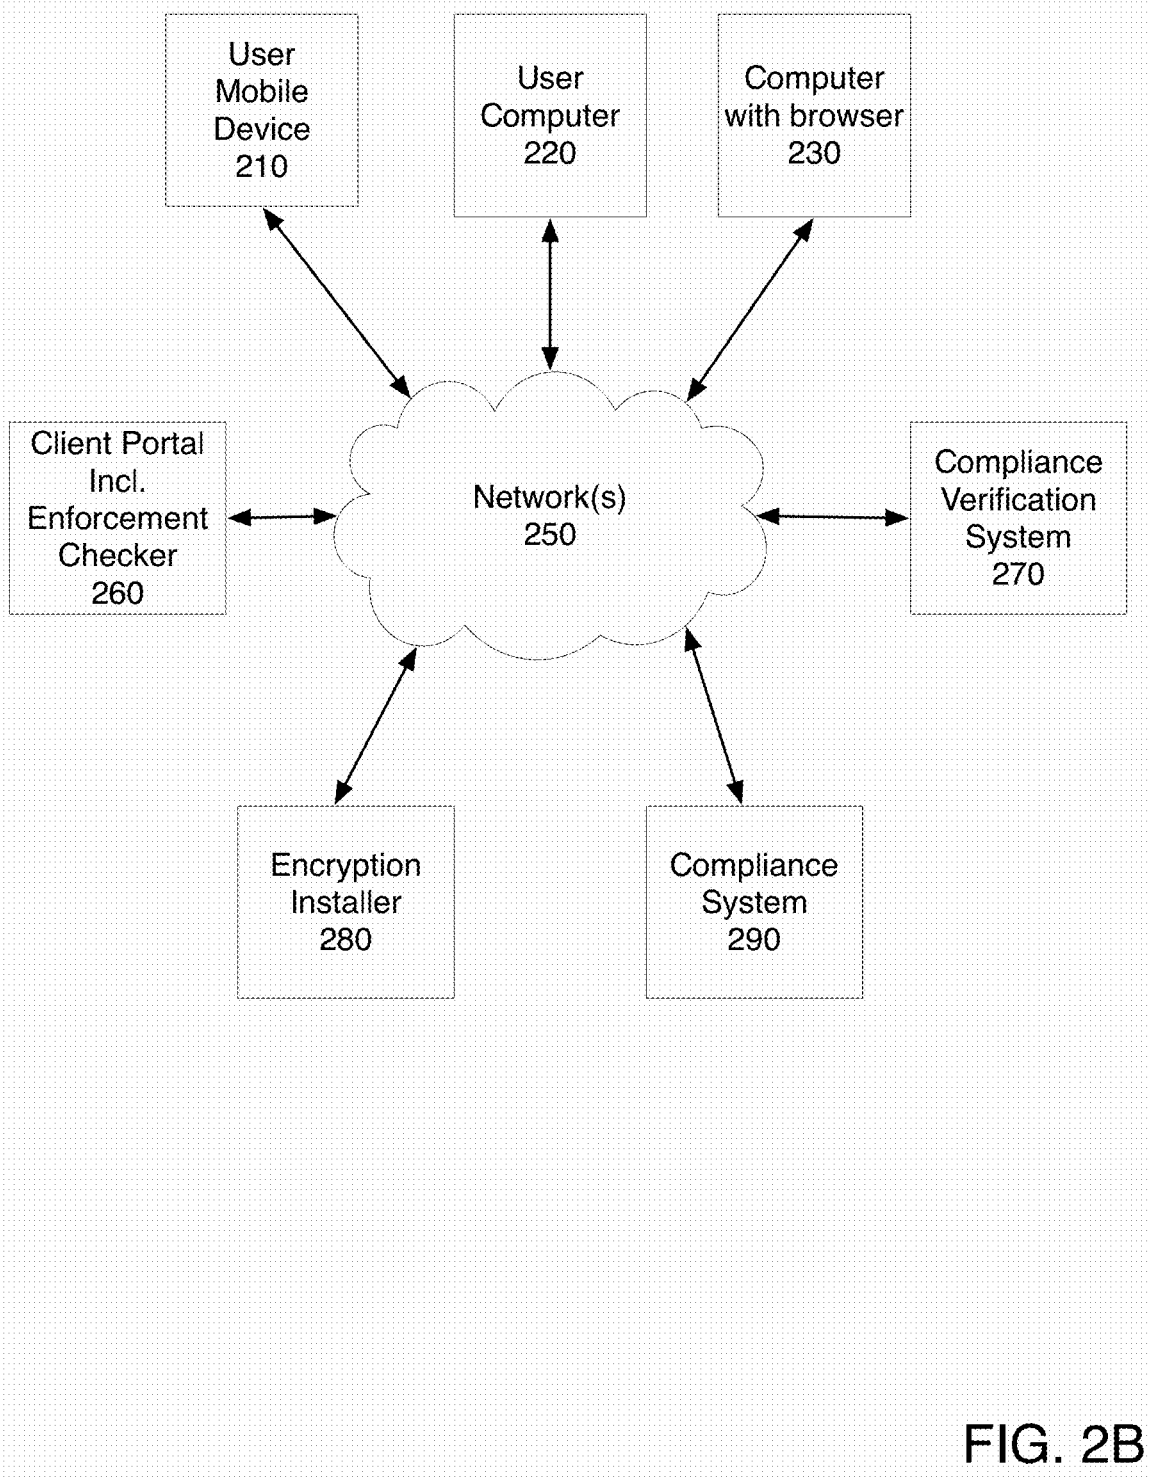 User
Mobile
Device
210
User
Computer
220
Computer
with browser
230
Client Portal
Incl.
Enforcement
Checker
260
Network(s)
250
Compliance
Verification
System
270
Encryption
Installer
280
Compliance
System
290
FIG. 2B